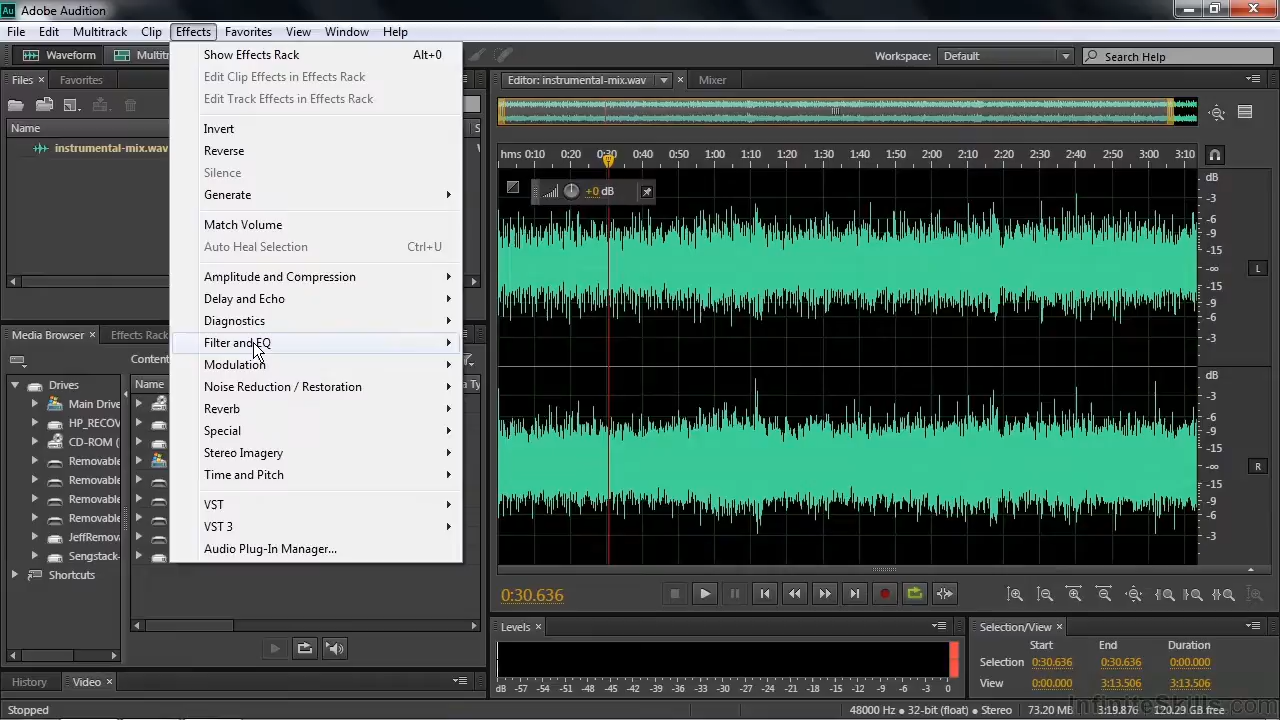 Au Adobe Audition
File Edit Multitrack Clip Effects Favorites View Window Help
Waveform Multitr Workspace: Default Search Help
Files × Favorites
Name
instrumental-mix.wav
Show Effects Rack Alt+0
Edit Clip Effects in Effects Rack
Edit Track Effects in Effects Rack
Invert
Reverse
Silence
Generate
Match Volume
Auto Heal Selection Ctrl+U
Amplitude and Compression
Delay and Echo
Diagnostics
Filter and EQ
Modulation
Noise Reduction / Restoration
Reverb
Special
Stereo Imagery
Time and Pitch
VST
VST 3
Audio Plug-In Manager...
Media Browser × Effects Rack
Conten
Drives Name a Ty
Main Drive
HP_RECOV
CD-ROM (
Removable
Removable
Removable
Removable
JeffRemova
Sengstack-
Shortcuts
History Video ×
Stopped
Editor: instrumental-mix.wav × Mixer
hms 0:10 0:20 0:30 0:40 0:50 1:00 1:10 1:20 1:30 1:40 1:50 2:00 2:10 2:20 2:30 2:40 2:50 3:00 3:10
+0 dB
dB
-3
-6
-9
-15
-∞
-15
-9
-6
-3
L
dB
-3
-6
-9
-15
-∞
-15
-9
-6
-3
R
0:30.636
Levels ×
dB -57 -54 -51 -48 -45 -42 -39 -36 -33 -30 -27 -24 -21 -18 -15 -12 -9 -6 -3 0
Selection/View ×
Start End Duration
Selection 0:30.636 0:30.636 0:00.000
View 0:00.000 3:13.506 3:13.506
48000 Hz ● 32-bit (float) ● Stereo 73.20 MB 3:19.876 120.29 GB free
InfiniteSkills.com